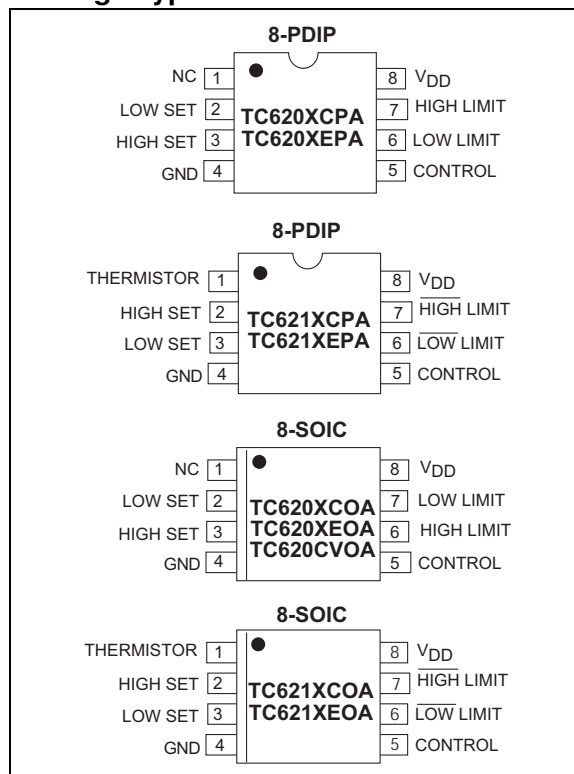 8-PDIP
NC 1 8 VDD
LOW SET 2 TC620XCPA 7 HIGH LIMIT
HIGH SET 3 TC620XEPA 6 LOW LIMIT
GND 4 5 CONTROL
8-PDIP
THERMISTOR 1 8 VDD
HIGH SET 2 TC621XCPA 7 HIGH LIMIT
LOW SET 3 TC621XEPA 6 LOW LIMIT
GND 4 5 CONTROL
8-SOIC
NC 1 8 VDD
LOW SET 2 TC620XCOA 7 LOW LIMIT
HIGH SET 3 TC620XEOA 6 HIGH LIMIT
TC620CVOA
GND 4 5 CONTROL
8-SOIC
THERMISTOR 1 8 VDD
HIGH SET 2 TC621XCOA 7 HIGH LIMIT
LOW SET 3 TC621XEOA 6 LOW LIMIT
GND 4 5 CONTROL